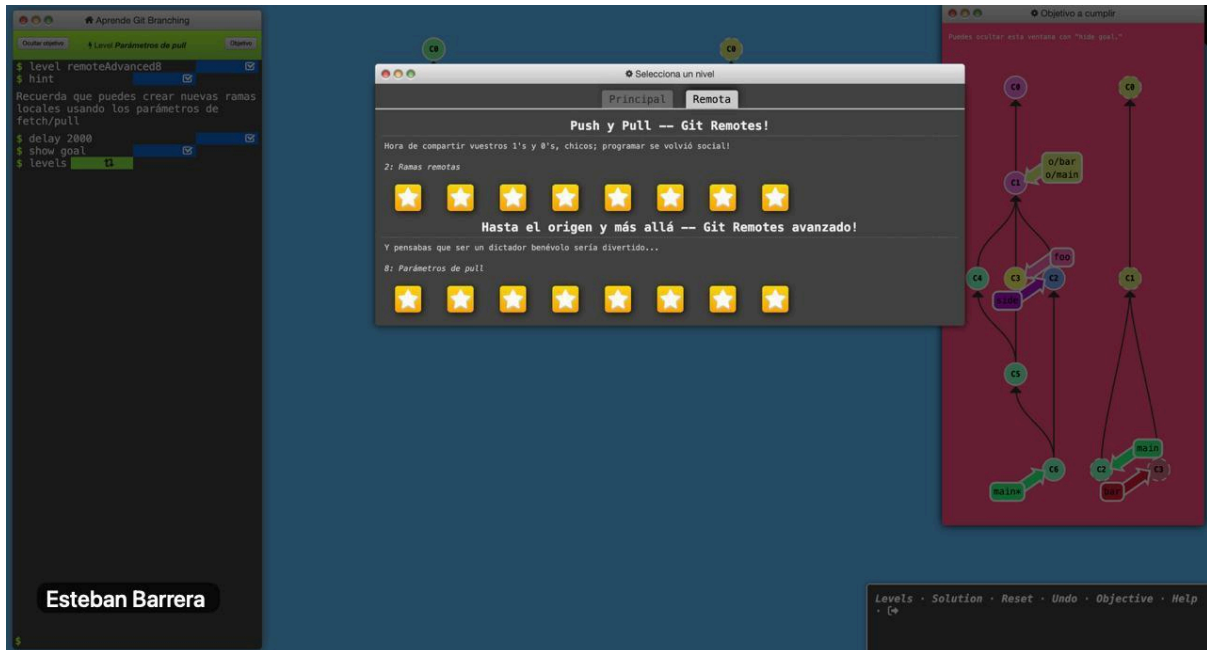 Aprende Git Branching
Ocultar objetivo
Level Parámetros de pull
Objetivo
$ level remoteAdvanced8
$ hint
Recuerda que puedes crear nuevas ramas
locales usando los parámetros de
fetch/pull
$ delay 2000
$ show goal
$ levels
$
Esteban Barrera
C0
C0
Selecciona un nivel
Principal
Remota
Push y Pull -- Git Remotes!
Hora de compartir vuestros 1's y 0's, chicos; programar se volvió social!
2: Ramas remotas
Hasta el origen y más allá -- Git Remotes avanzado!
Y pensabas que ser un dictador benévolo sería divertido...
8: Parámetros de pull
Objetivo a cumplir
Puedes ocultar esta ventana con "hide goal."
C0
C0
o/bar
o/main
C1
foo
C4
C3
C2
C1
side
C5
main
C6
C2
C3
main*
bar
Levels · Solution · Reset · Undo · Objective · Help
·